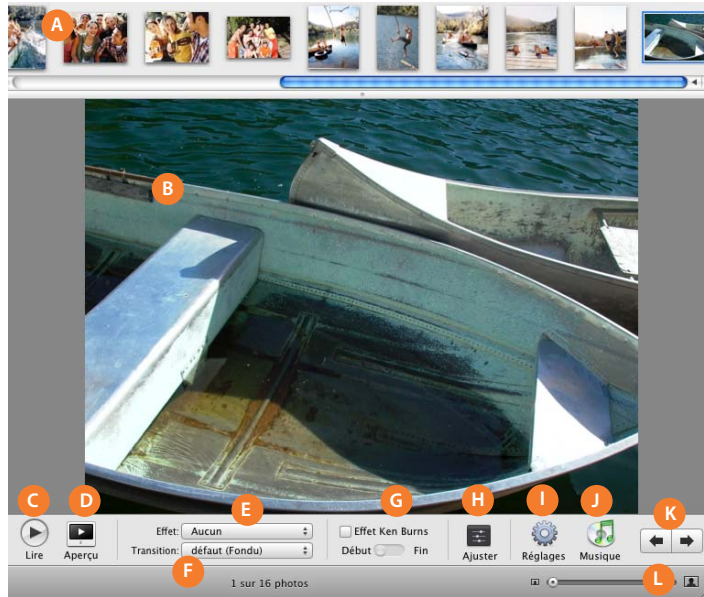 A
B
C
D
E
F
G
H
I
J
K
L
Lire
Aperçu
Effet: Aucun
Transition: défaut (Fondu)
Effet Ken Burns
Début Fin
Ajuster
Réglages
Musique
1 sur 16 photos